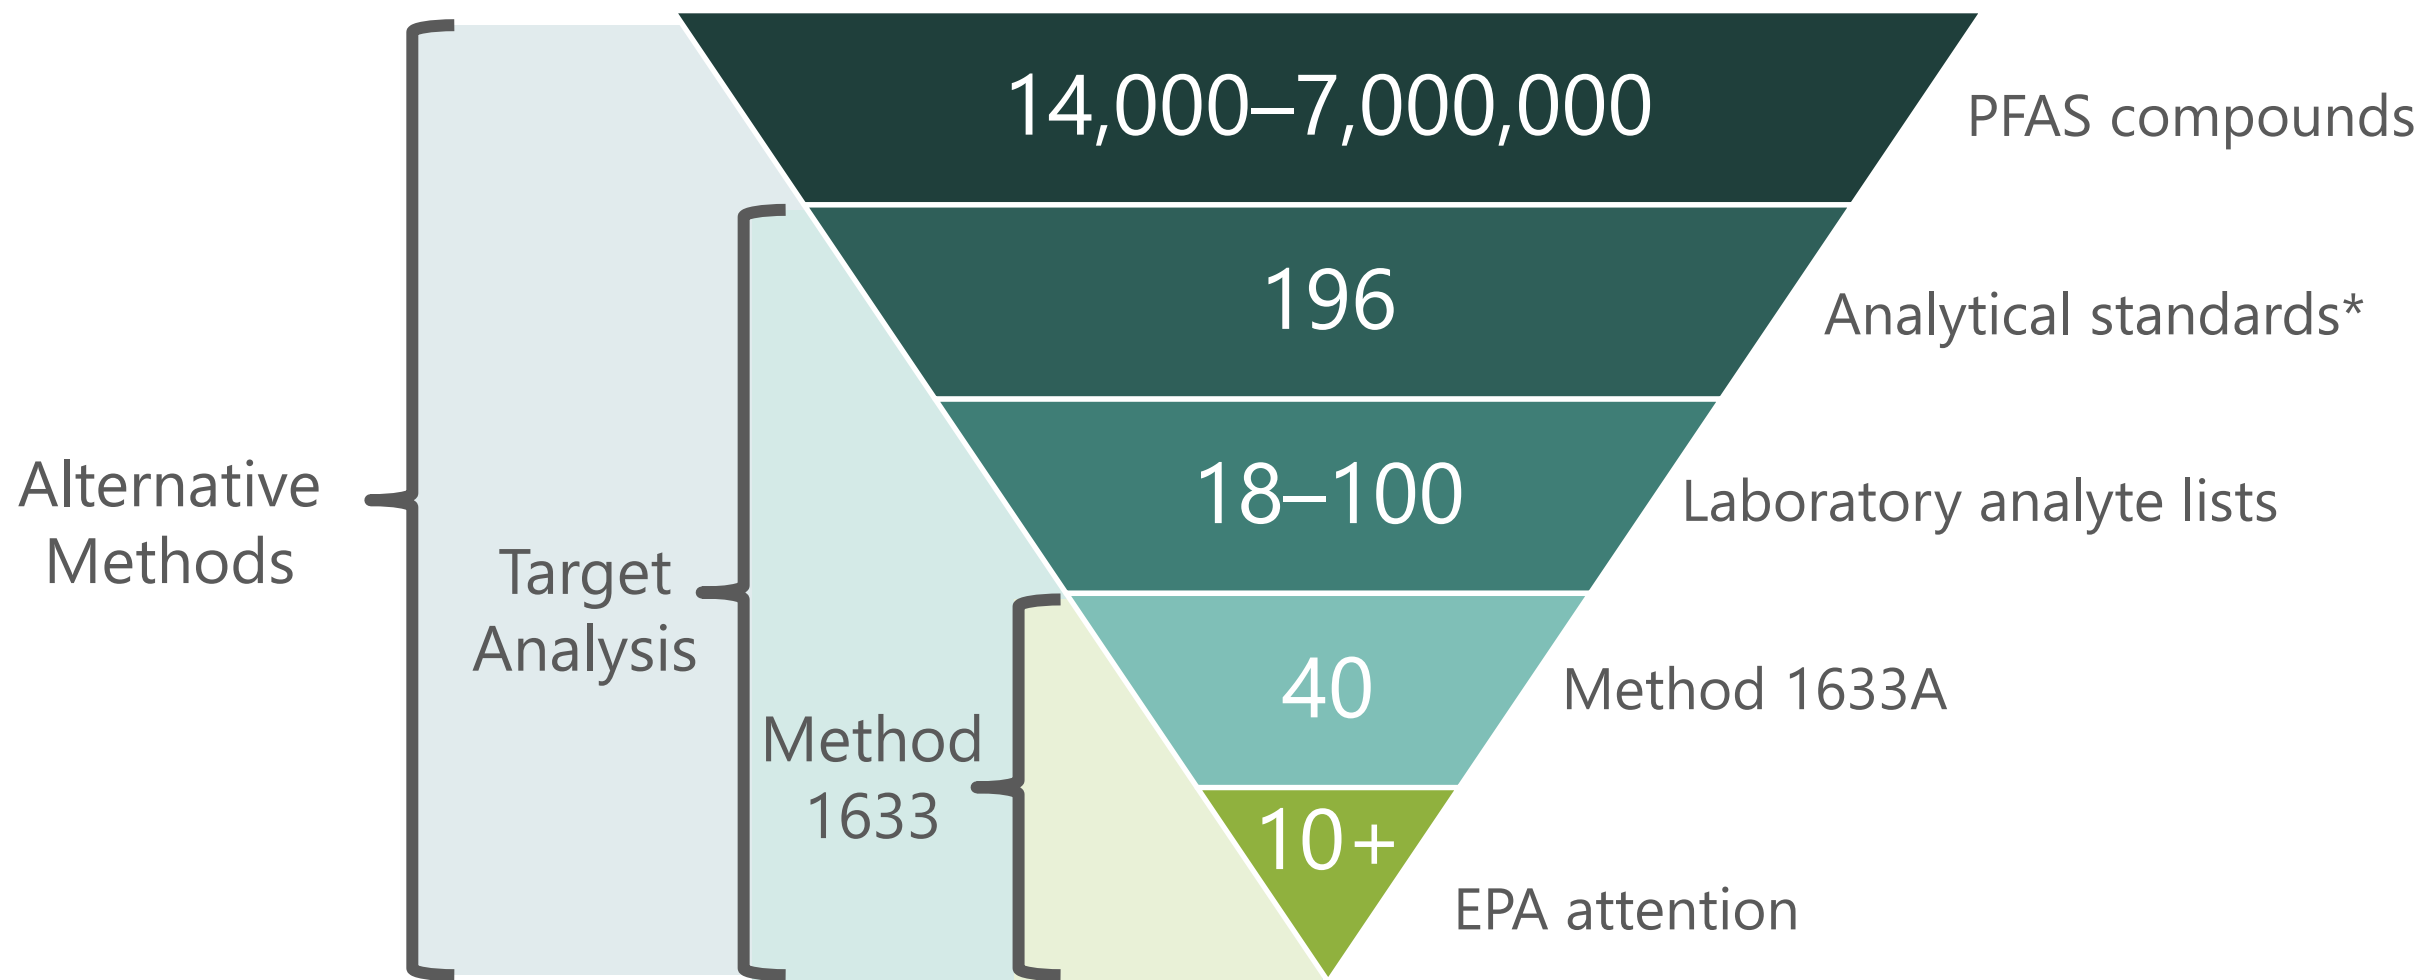 14,000–7,000,000
PFAS compounds
196
Analytical standards*
18–100
Laboratory analyte lists
40
Method 1633A
10+
EPA attention
Alternative
Methods
Target
Analysis
Method
1633